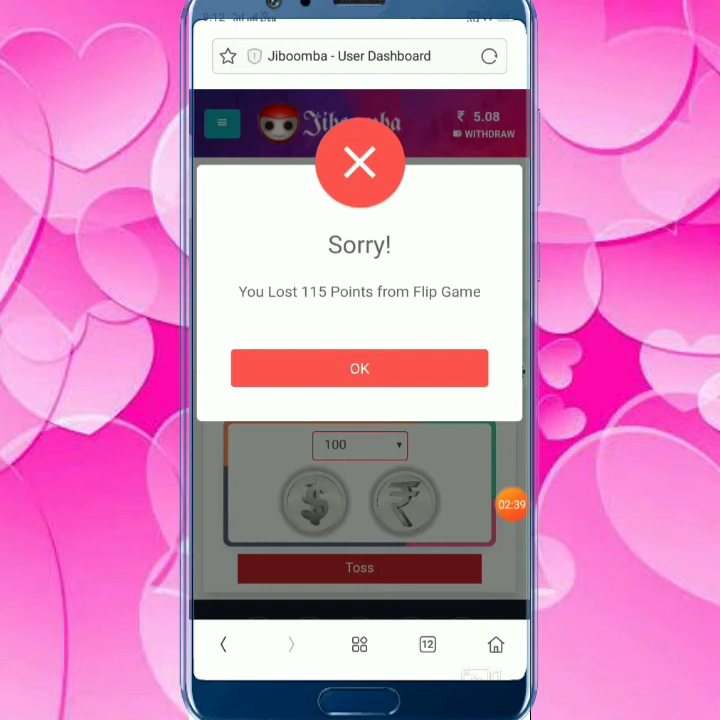 Jiboomba - User Dashboard
₹ 5.08
WITHDRAW
Sorry!
You Lost 115 Points from Flip Game
OK
100
$ ₹
02:39
Toss
12